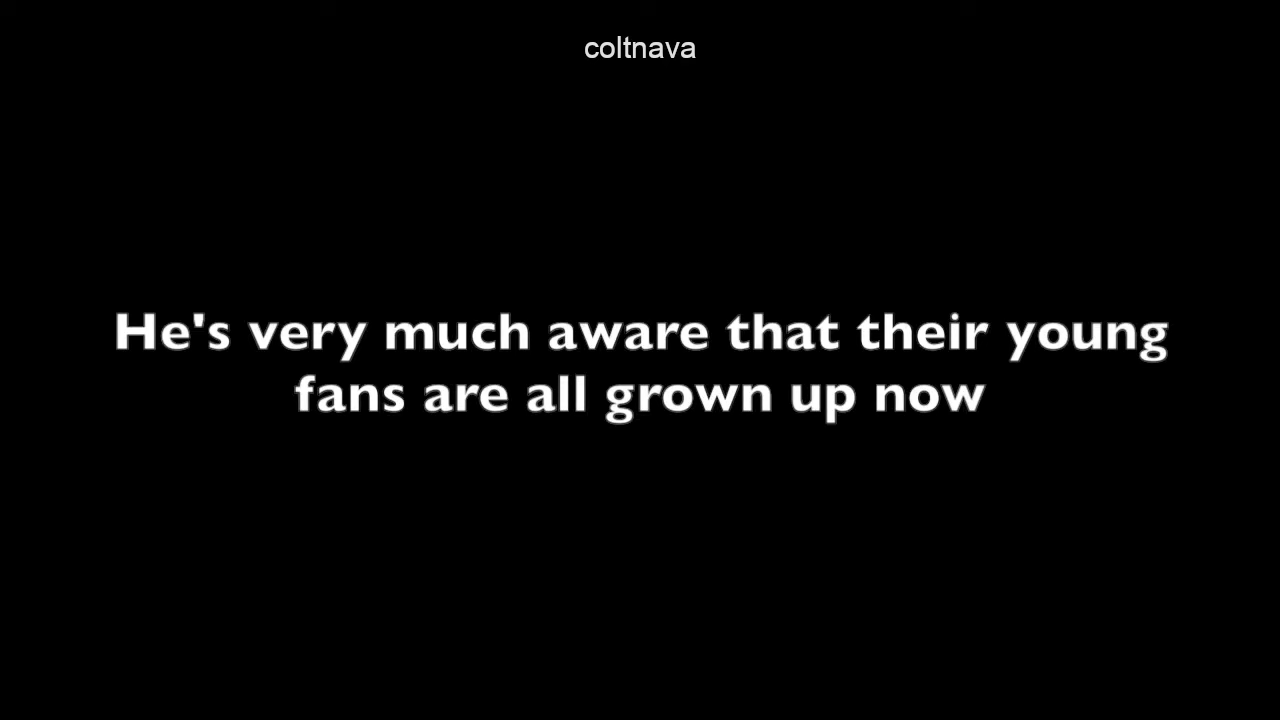 coltnava
He's very much aware that their young
fans are all grown up now